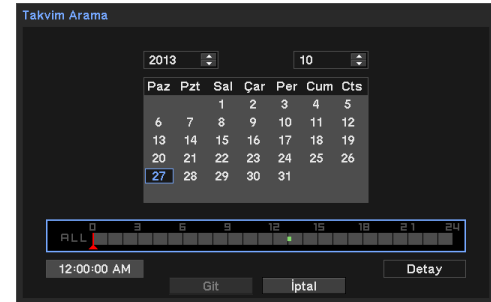 Takvim Arama
2013 10
Paz Pzt Sal Çar Per Cum Cts
1 2 3 4 5
6 7 8 9 10 11 12
13 14 15 16 17 18 19
20 21 22 23 24 25 26
27 28 29 30 31
0 3 6 9 12 15 18 21 24
ALL
12:00:00 AM Detay
Git İptal